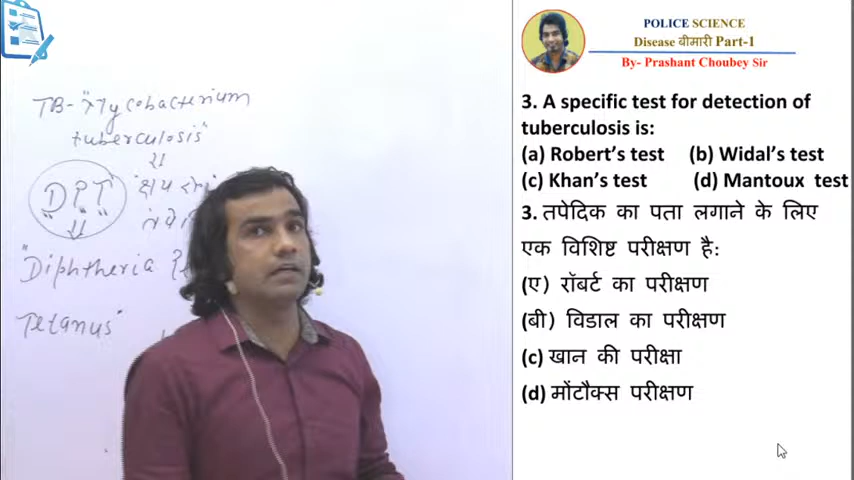 TB- "Mycobacterium
tuberculosis"
DPT
क्षय
"Diphtheria
Tetanus"
POLICE SCIENCE
Disease बीमारी Part-1
By- Prashant Choubey Sir
3. A specific test for detection of
tuberculosis is:
(a) Robert's test (b) Widal's test
(c) Khan's test (d) Mantoux test
3. तपेदिक का पता लगाने के लिए
एक विशिष्ट परीक्षण है:
(ए) रॉबर्ट का परीक्षण
(बी) विडाल का परीक्षण
(c) खान की परीक्षा
(d) मोंटौक्स परीक्षण